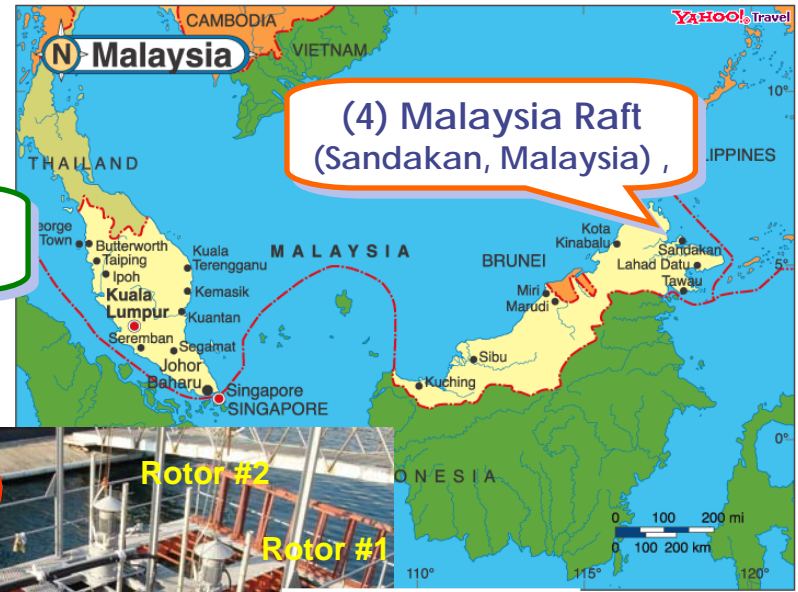 YAHOO! Travel
CAMBODIA
N Malaysia
VIETNAM
10°
(4) Malaysia Raft
(Sandakan, Malaysia) ,
THAILAND
LIPPINES
eorge
Town
Butterworth
Taiping
Ipoh
Kuala
Lumpur
Kuala
Terengganu
Kemasik
Kuantan
Seremban
Segamat
Johor
Baharu
Singapore
SINGAPORE
MALAYSIA
BRUNEI
Kota
Kinabalu
Sandakan
Lahad Datu
Tawau
5°
Miri
Marudi
Sibu
Kuching
0°
ONESIA
Rotor #2
Rotor #1
0 100 200 mi
0 100 200 km
110°
115°
120°